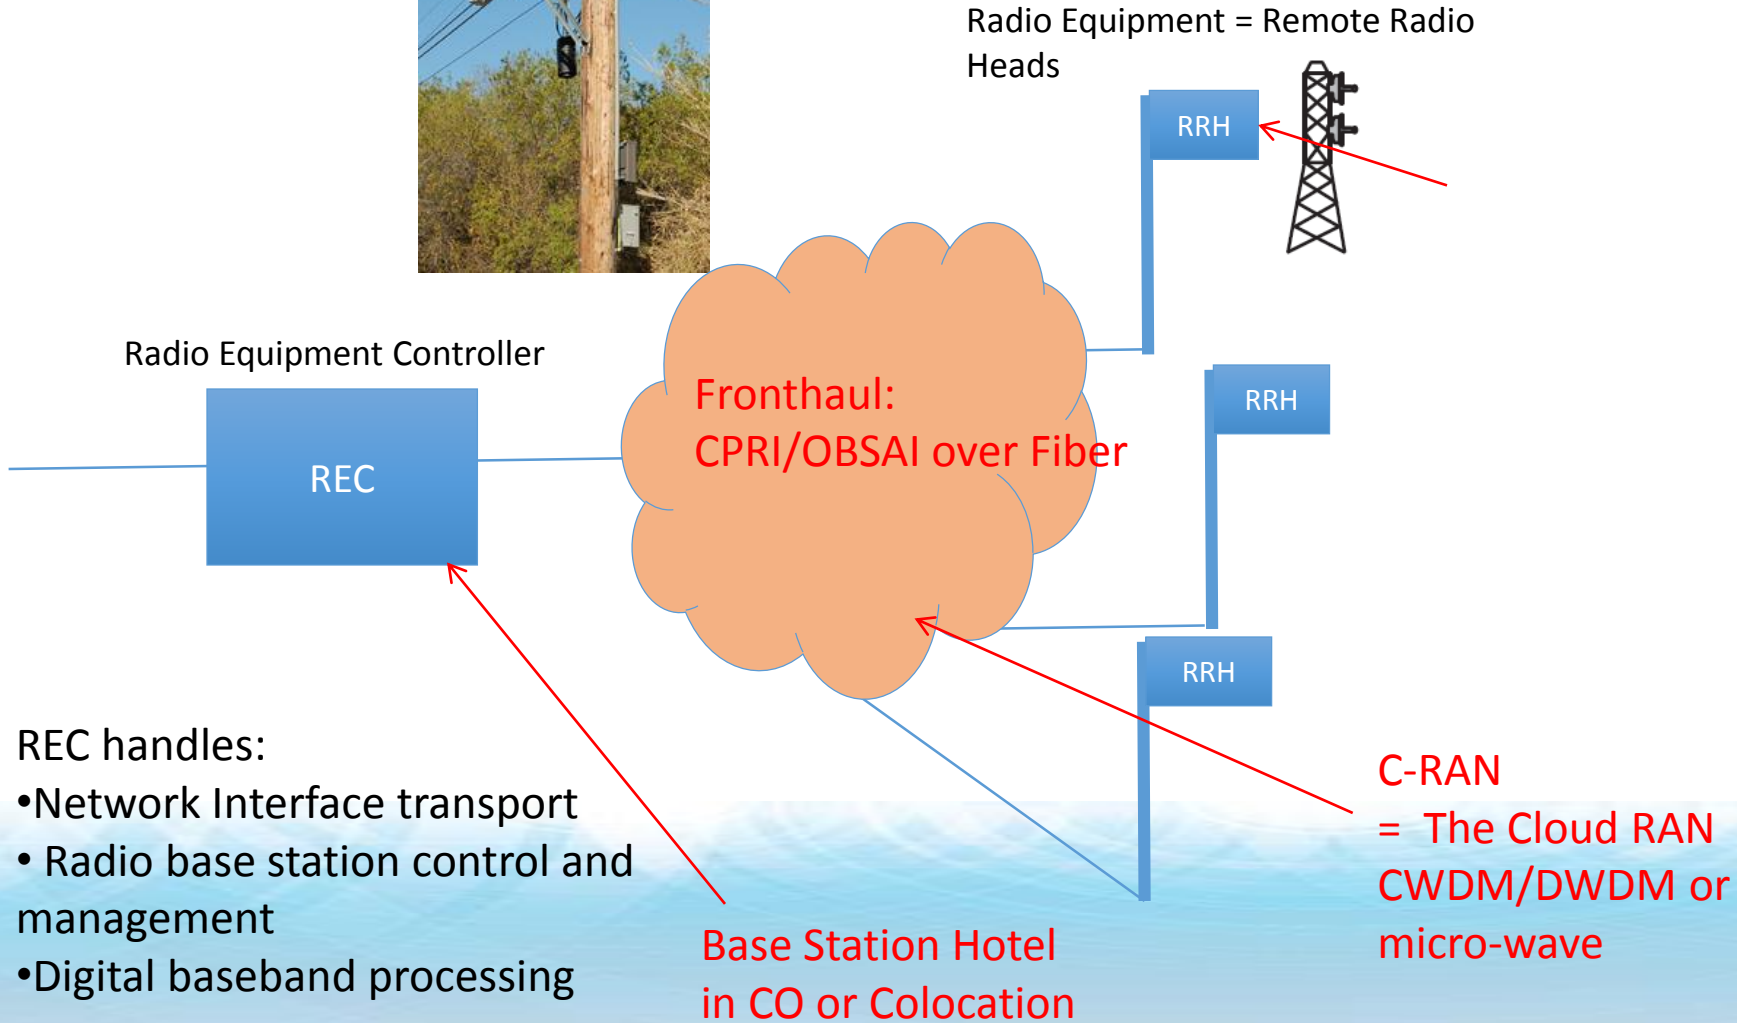 Radio Equipment = Remote Radio
Heads
RRH
Radio Equipment Controller
REC
Fronthaul:
CPRI/OBSAI over Fiber
RRH
RRH
REC handles:
•Network Interface transport
• Radio base station control and
management
•Digital baseband processing
Base Station Hotel
in CO or Colocation
C-RAN
= The Cloud RAN
CWDM/DWDM or
micro-wave